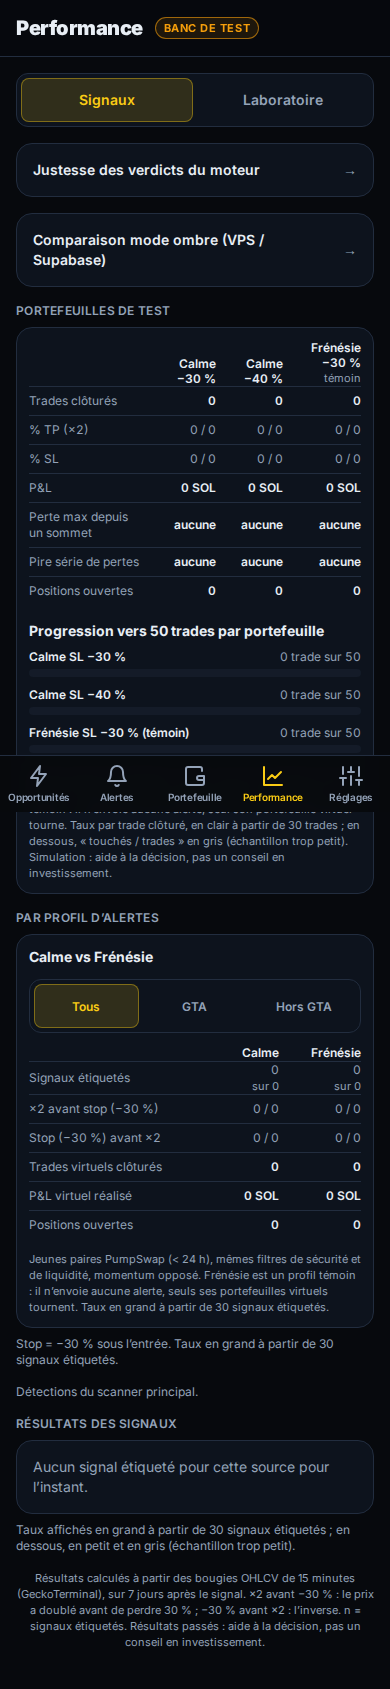 Performance BANC DE TEST
Signaux Laboratoire
Justesse des verdicts du moteur →
Comparaison mode ombre (VPS / →
Supabase)
PORTEFEUILLES DE TEST
Calme −30 % Calme −40 % Frénésie −30 % témoin
Trades clôturés 0 0 0
% TP (×2) 0 / 0 0 / 0 0 / 0
% SL 0 / 0 0 / 0 0 / 0
P&L 0 SOL 0 SOL 0 SOL
Perte max depuis un sommet aucune aucune aucune
Pire série de pertes aucune aucune aucune
Positions ouvertes 0 0 0
Progression vers 50 trades par portefeuille
Calme SL −30 % 0 trade sur 50
Calme SL −40 % 0 trade sur 50
Frénésie SL −30 % (témoin) 0 trade sur 50
Opportunités Alertes Portefeuille Performance Réglages
tourne. Taux par trade clôturé, en clair à partir de 30 trades ; en
dessous, « touchés / trades » en gris (échantillon trop petit).
Simulation : aide à la décision, pas un conseil en
investissement.
PAR PROFIL D’ALERTES
Calme vs Frénésie
Tous GTA Hors GTA
Calme Frénésie
Signaux étiquetés 0 sur 0 0 sur 0
×2 avant stop (−30 %) 0 / 0 0 / 0
Stop (−30 %) avant ×2 0 / 0 0 / 0
Trades virtuels clôturés 0 0
P&L virtuel réalisé 0 SOL 0 SOL
Positions ouvertes 0 0
Jeunes paires PumpSwap (< 24 h), mêmes filtres de sécurité et
de liquidité, momentum opposé. Frénésie est un profil témoin
: il n’envoie aucune alerte, seuls ses portefeuilles virtuels
tournent. Taux en grand à partir de 30 signaux étiquetés.
Stop = −30 % sous l’entrée. Taux en grand à partir de 30
signaux étiquetés.
Détections du scanner principal.
RÉSULTATS DES SIGNAUX
Aucun signal étiqueté pour cette source pour
l’instant.
Taux affichés en grand à partir de 30 signaux étiquetés ; en
dessous, en petit et en gris (échantillon trop petit).
Résultats calculés à partir des bougies OHLCV de 15 minutes
(GeckoTerminal), sur 7 jours après le signal. ×2 avant −30 % : le prix
a doublé avant de perdre 30 % ; −30 % avant ×2 : l’inverse. n =
signaux étiquetés. Résultats passés : aide à la décision, pas un
conseil en investissement.